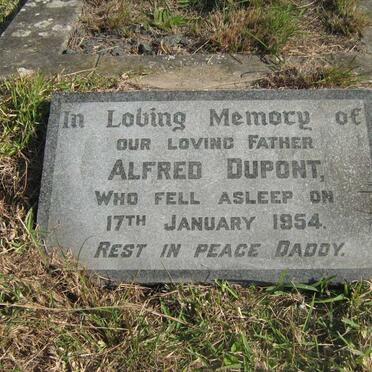 In Loving Memory of
OUR LOVING FATHER
ALFRED DUPONT,
WHO FELL ASLEEP ON
17TH JANUARY 1954.
REST IN PEACE DADDY.